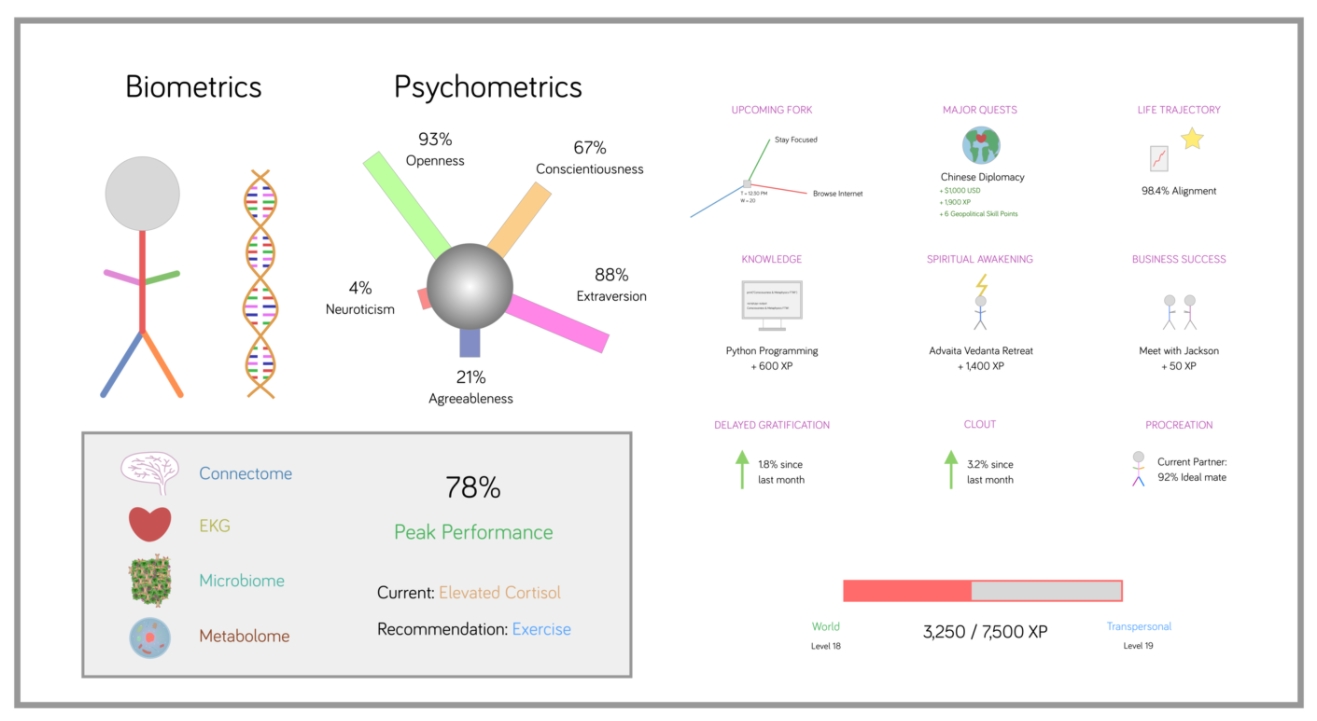 Biometrics
Psychometrics
93%
Openness
67%
Conscientiousness
88%
Extraversion
4%
Neuroticism
21%
Agreeableness
Connectome
EKG
Microbiome
Metabolome
78%
Peak Performance
Current: Elevated Cortisol
Recommendation: Exercise
UPCOMING FORK
Stay Focused
Browse Internet
T = 12:30 PM
W = 20
MAJOR QUESTS
Chinese Diplomacy
+ $1,000 USD
+ 1,900 XP
+ 6 Geopolitical Skill Points
LIFE TRAJECTORY
98.4% Alignment
KNOWLEDGE
Python Programming
+ 600 XP
SPIRITUAL AWAKENING
Advaita Vedanta Retreat
+ 1,400 XP
BUSINESS SUCCESS
Meet with Jackson
+ 50 XP
DELAYED GRATIFICATION
1.8% since
last month
CLOUT
3.2% since
last month
PROCREATION
Current Partner:
92% Ideal mate
World
Level 18
3,250 / 7,500 XP
Transpersonal
Level 19